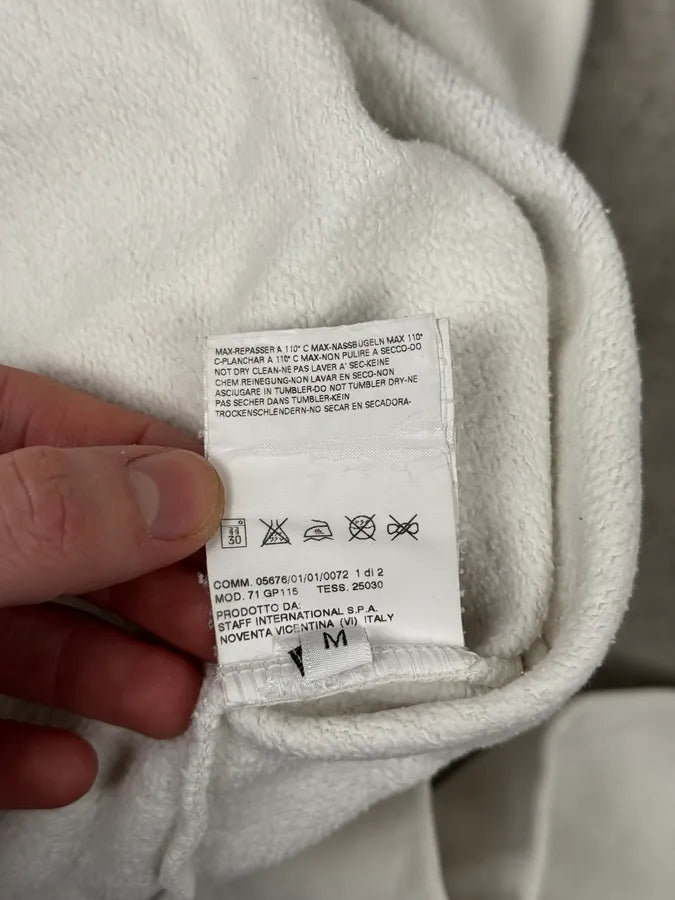 MAX-REPASSER A 110° C MAX-NASSBÜGELN MAX 110°
C-PLANCHAR A 110° C MAX-NON PULIRE A SECCO-DO
NOT DRY CLEAN-NE PAS LAVER A' SEC-KEINE
CHEM REINEGUNG-NON LAVAR EN SECO-NON
ASCIUGARE IN TUMBLER-DO NOT TUMBLER DRY-NE
PAS SECHER DANS TUMBLER-KEIN
TROCKENSCHLENDERN-NO SECAR EN SECADORA-
30
COMM. 05676/01/01/0072 1 di 2
MOD. 71 GP115 TESS. 25030
PRODOTTO DA:
STAFF INTERNATIONAL S.P.A.
NOVENTA VICENTINA (VI) ITALY
M